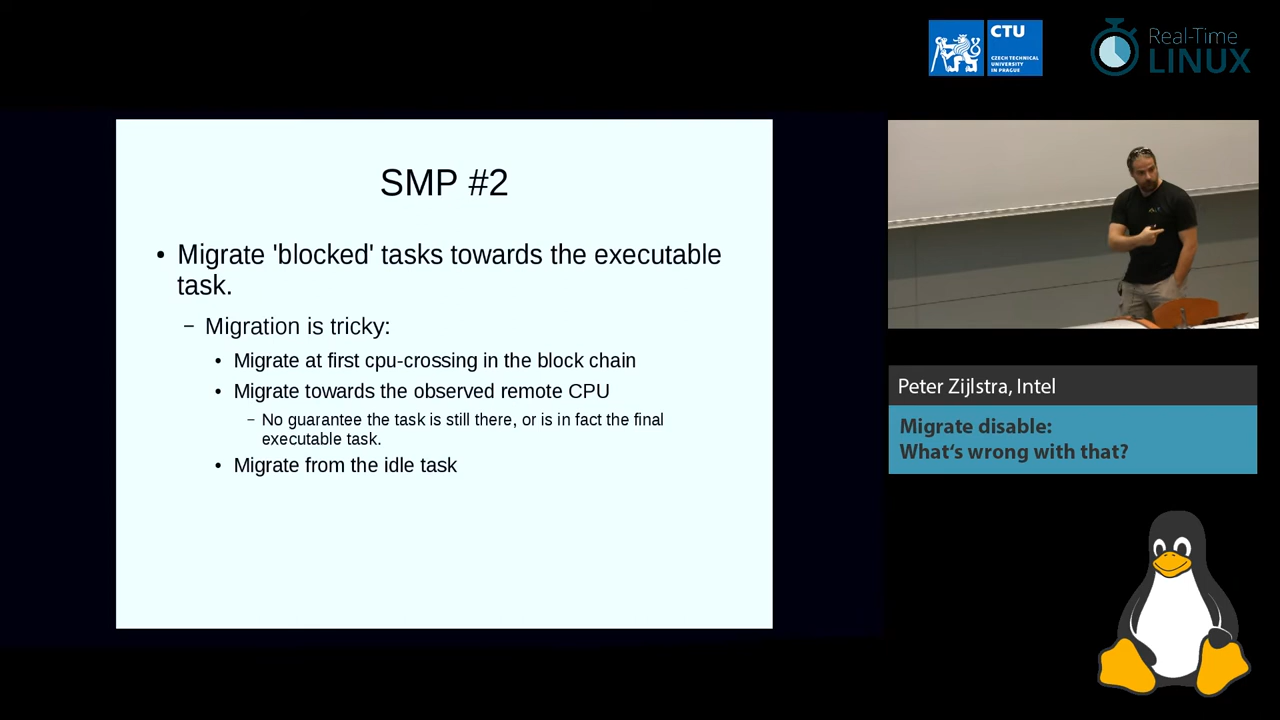 CTU
CZECH TECHNICAL
UNIVERSITY
IN PRAGUE
Real-Time
LINUX
SMP #2
• Migrate 'blocked' tasks towards the executable
task.
– Migration is tricky:
• Migrate at first cpu-crossing in the block chain
• Migrate towards the observed remote CPU
– No guarantee the task is still there, or is in fact the final
executable task.
• Migrate from the idle task
Peter Zijlstra, Intel
Migrate disable:
What's wrong with that?